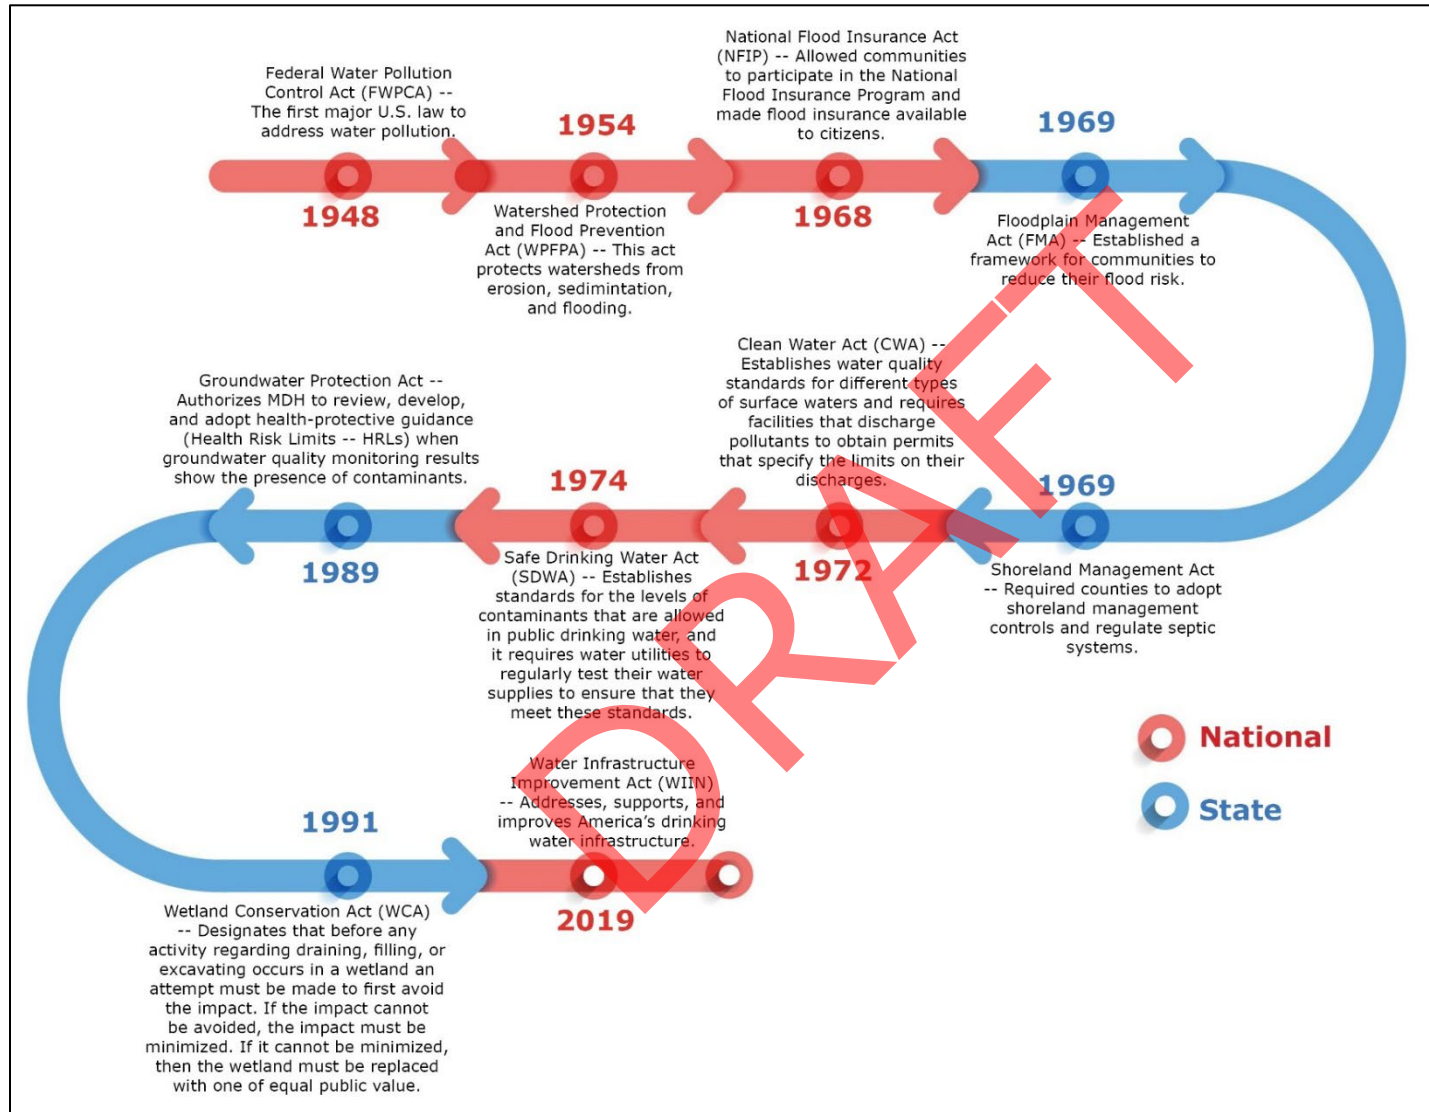 Federal Water Pollution
Control Act (FWPCA) --
The first major U.S. law to
address water pollution.
1948
1954
Watershed Protection
and Flood Prevention
Act (WPFPA) -- This act
protects watersheds from
erosion, sedimintation,
and flooding.
National Flood Insurance Act
(NFIP) -- Allowed communities
to participate in the National
Flood Insurance Program and
made flood insurance available
to citizens.
1968
1969
Floodplain Management
Act (FMA) -- Established a
framework for communities to
reduce their flood risk.
1969
Shoreland Management Act
-- Required counties to adopt
shoreland management
controls and regulate septic
systems.
Clean Water Act (CWA) --
Establishes water quality
standards for different types
of surface waters and requires
facilities that discharge
pollutants to obtain permits
that specify the limits on their
discharges.
1972
1974
Safe Drinking Water Act
(SDWA) -- Establishes
standards for the levels of
contaminants that are allowed
in public drinking water, and
it requires water utilities to
regularly test their water
supplies to ensure that they
meet these standards.
Groundwater Protection Act --
Authorizes MDH to review, develop,
and adopt health-protective guidance
(Health Risk Limits -- HRLs) when
groundwater quality monitoring results
show the presence of contaminants.
1989
1991
Wetland Conservation Act (WCA)
-- Designates that before any
activity regarding draining, filling, or
excavating occurs in a wetland an
attempt must be made to first avoid
the impact. If the impact cannot
be avoided, the impact must be
minimized. If it cannot be minimized,
then the wetland must be replaced
with one of equal public value.
Water Infrastructure
Improvement Act (WIIN)
-- Addresses, supports, and
improves America's drinking
water infrastructure.
2019
National
State
DRAFT